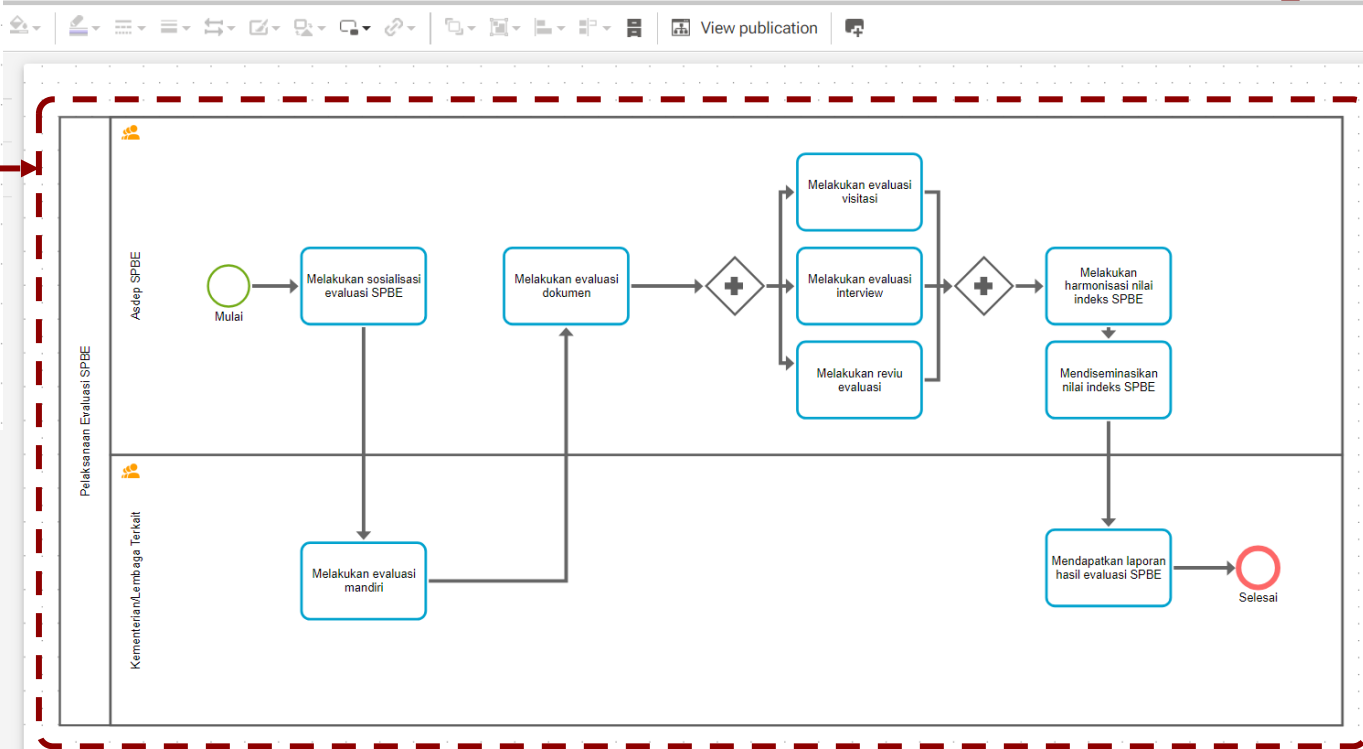 View publication
Pelaksanaan Evaluasi SPBE
Asdep SPBE
Mulai
Melakukan sosialisasi
evaluasi SPBE
Melakukan evaluasi
dokumen
Melakukan evaluasi
visitasi
Melakukan evaluasi
interview
Melakukan reviu
evaluasi
Melakukan
harmonisasi nilai
indeks SPBE
Mendiseminasikan
nilai indeks SPBE
Kementerian/Lembaga Terkait
Melakukan evaluasi
mandiri
Mendapatkan laporan
hasil evaluasi SPBE
Selesai